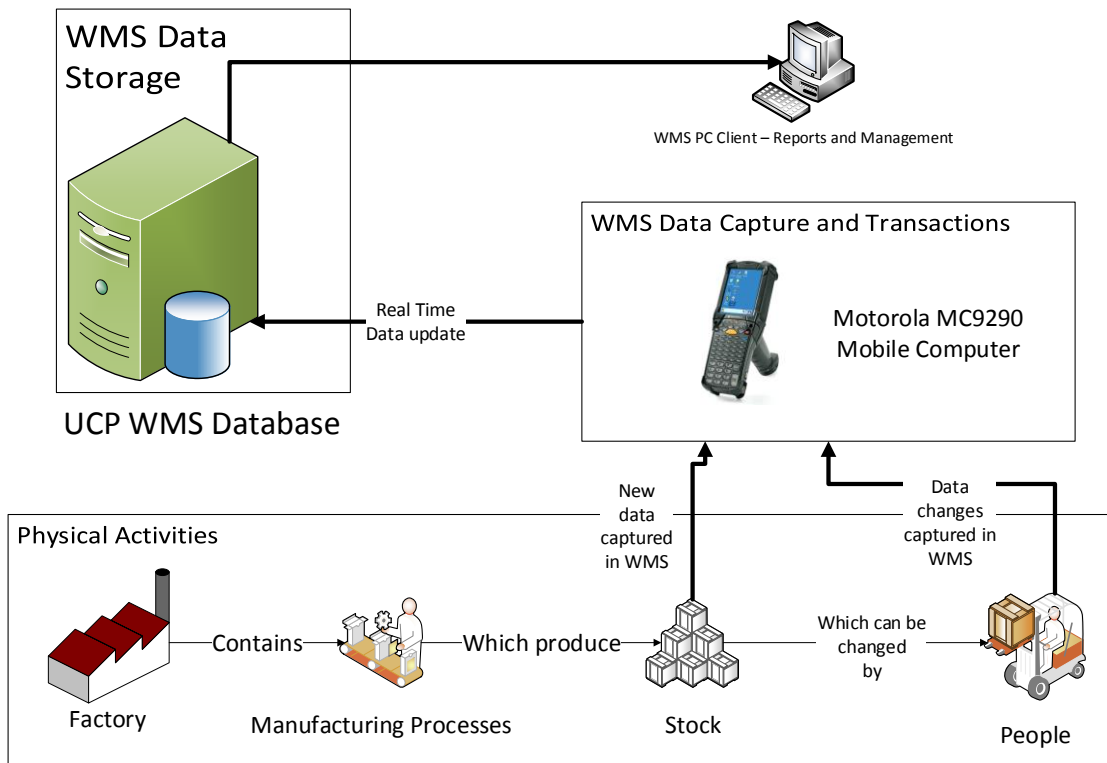 WMS Data
Storage
WMS PC Client – Reports and Management
WMS Data Capture and Transactions
Real Time
Data update
Motorola MC9290
Mobile Computer
UCP WMS Database
New
data
captured
in WMS
Data
changes
captured in
WMS
Physical Activities
Contains
Which produce
Which can be
changed
by
Factory
Manufacturing Processes
Stock
People